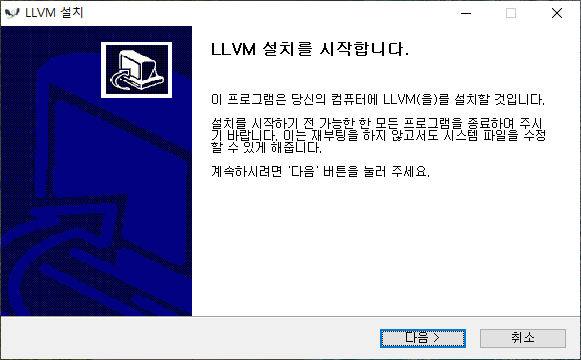 LLVM 설치
LLVM 설치를 시작합니다.
이 프로그램은 당신의 컴퓨터에 LLVM(을)를 설치할 것입니다.
설치를 시작하기 전 가능한 한 모든 프로그램을 종료하여 주시
기 바랍니다. 이는 재부팅을 하지 않고서도 시스템 파일을 수정
할 수 있게 해줍니다.
계속하시려면 '다음' 버튼을 눌러 주세요.
다음 >
취소